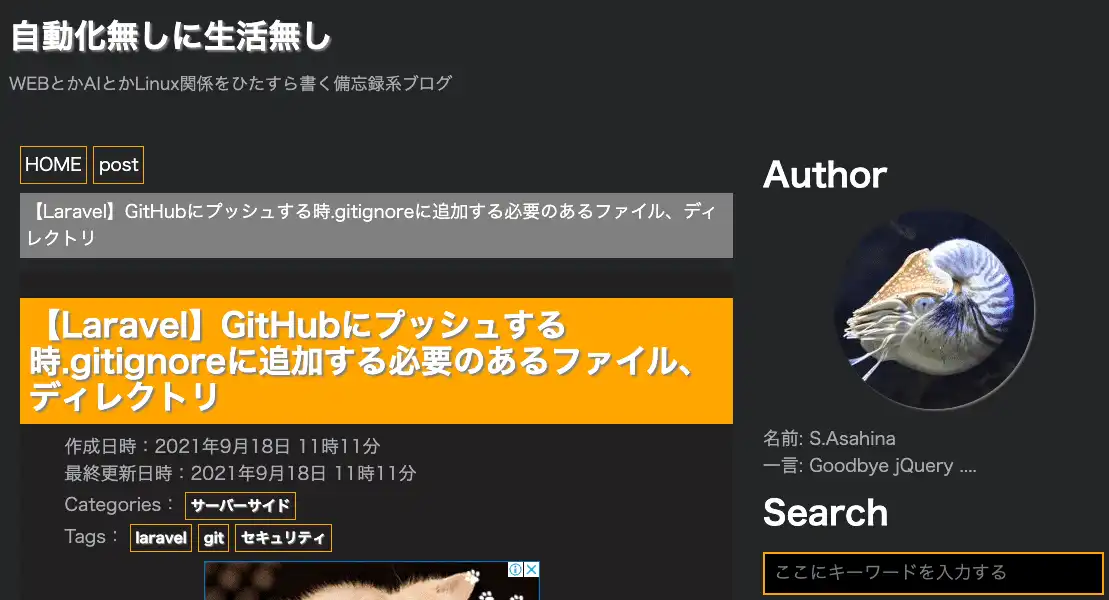 自動化無しに生活無し
WEBとかAIとかLinux関係をひたすら書く備忘録系ブログ
HOME post
【Laravel】GitHubにプッシュする時.gitignoreに追加する必要のあるファイル、ディ
レクトリ
【Laravel】GitHubにプッシュする
時.gitignoreに追加する必要のあるファイル、
ディレクトリ
作成日時：2021年9月18日 11時11分
最終更新日時：2021年9月18日 11時11分
Categories： サーバーサイド
Tags： laravel git セキュリティ
Author
名前: S.Asahina
一言: Goodbye jQuery ....
Search
ここにキーワードを入力する